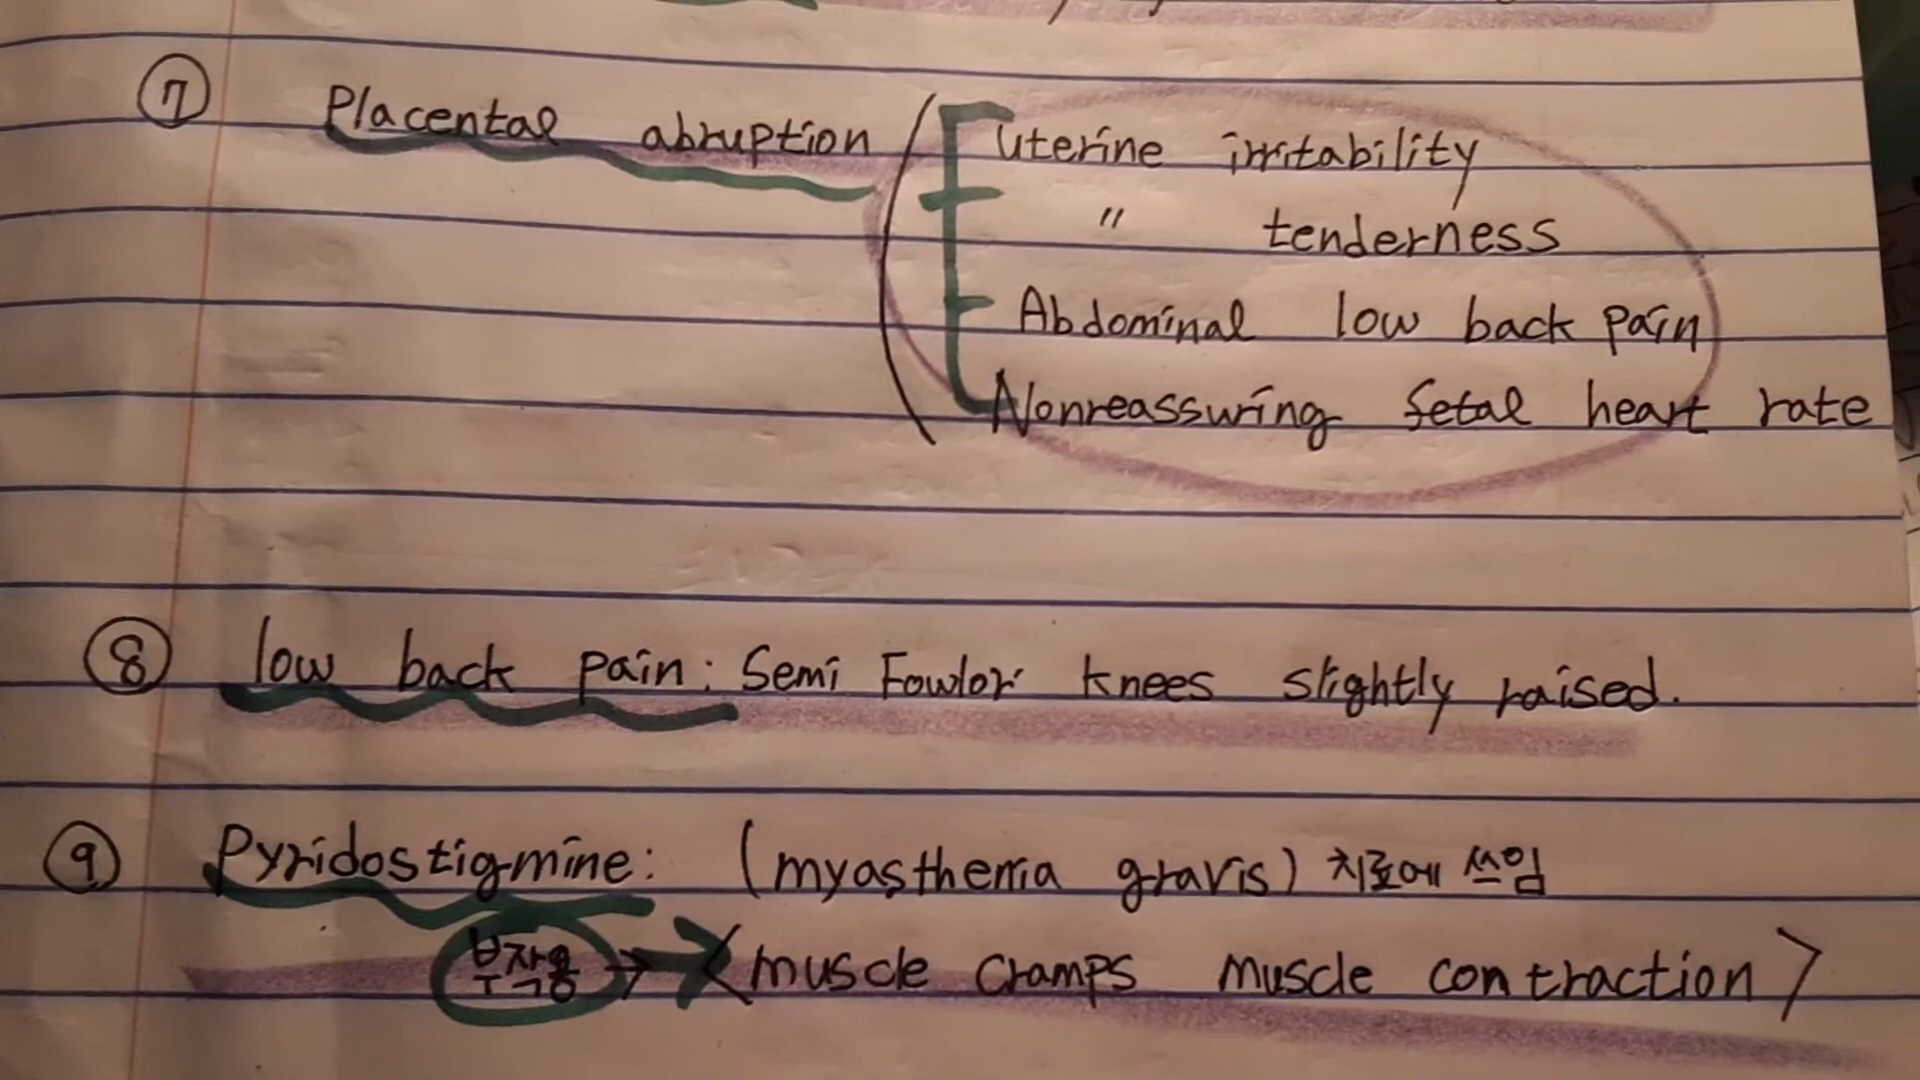 ⑦ Placental abruption ( Uterine irritability
" tenderness
Abdominal low back pain
Nonreassuring fetal heart rate
⑧ low back pain : Semi Fowlor knees slightly raised.
⑨ Pyridostigmine : (myasthenia gravis) 치료에 쓰임
부작용 → <muscle cramps muscle contraction>